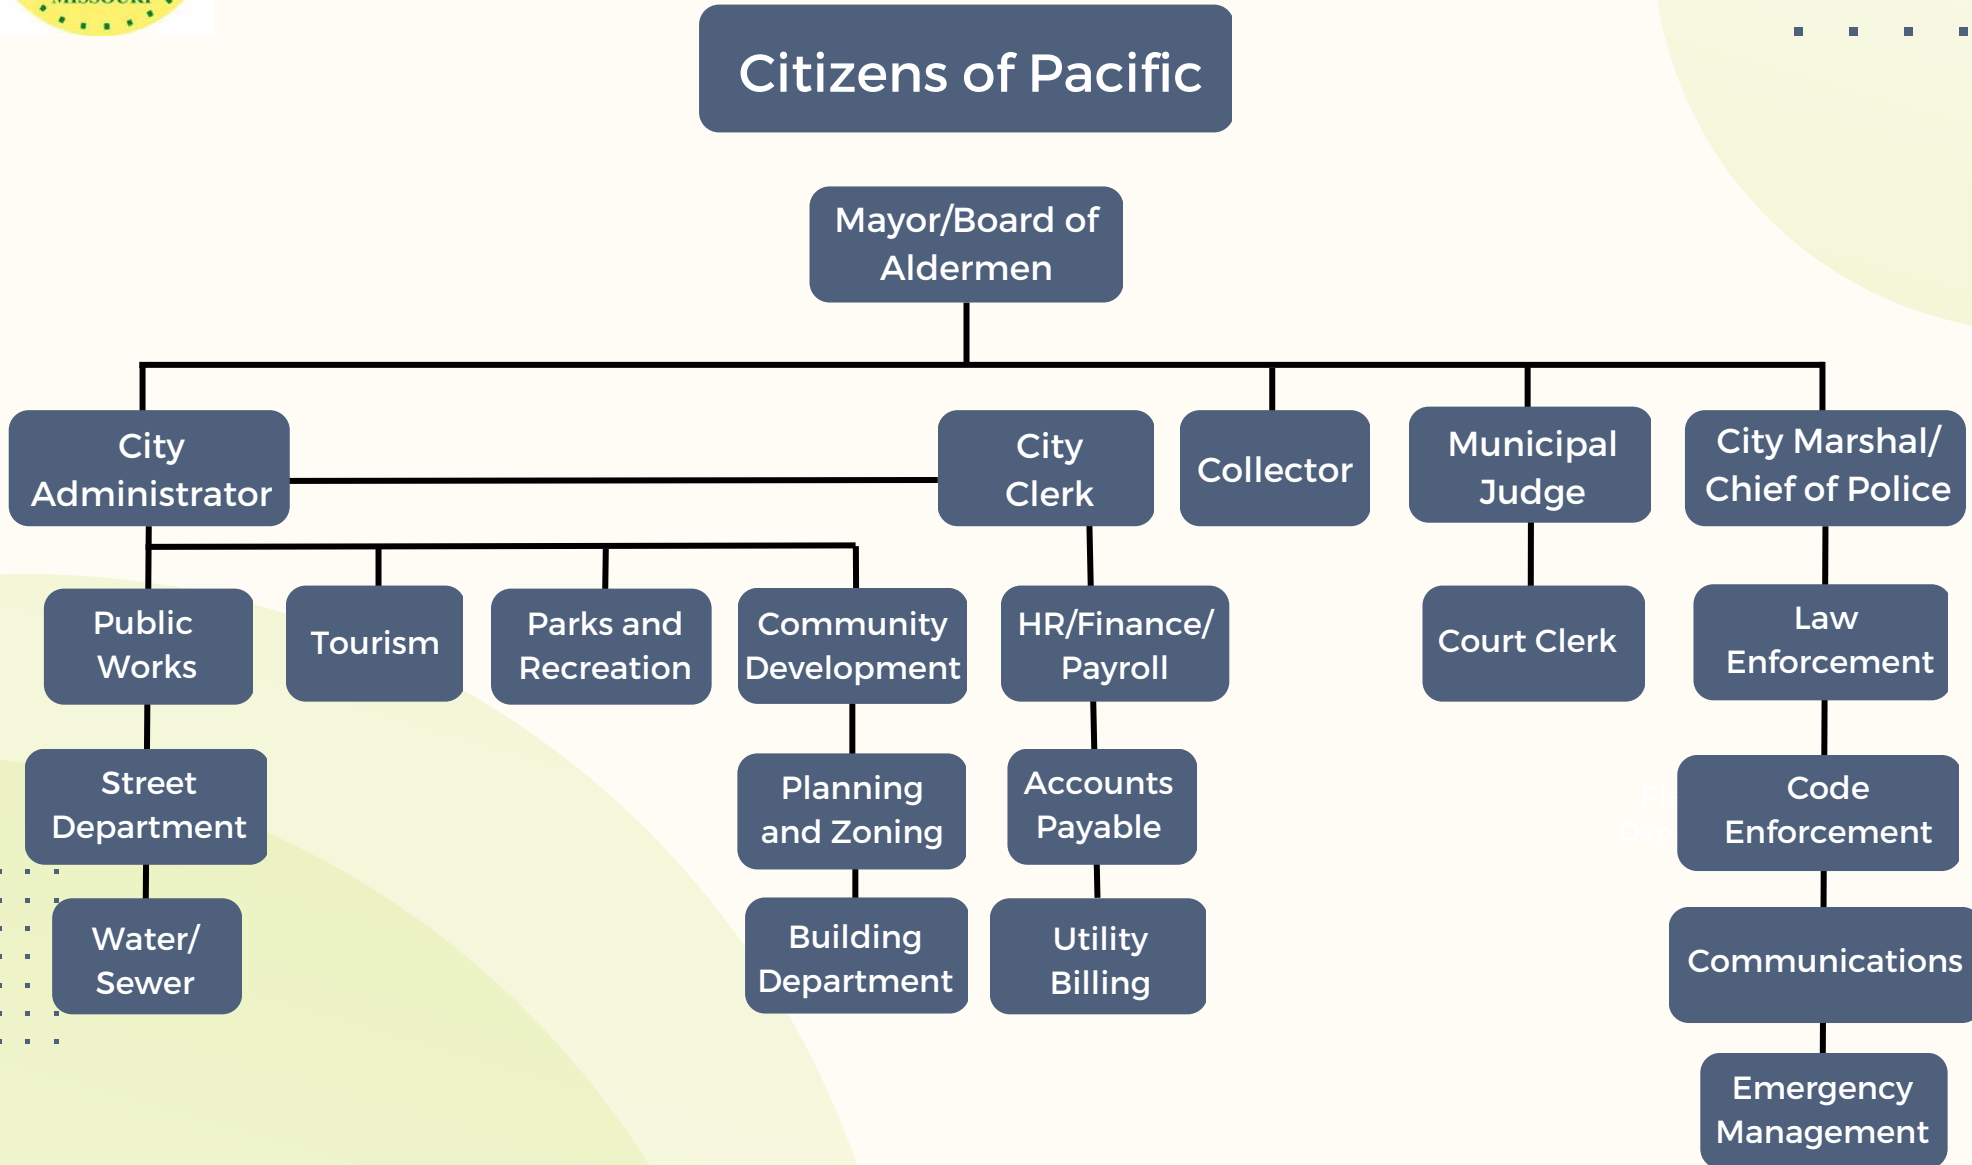 MISSOURI
Citizens of Pacific
Mayor/Board of
Aldermen
City
Administrator
City
Clerk
Collector
Municipal
Judge
City Marshal/
Chief of Police
Public
Works
Tourism
Parks and
Recreation
Community
Development
HR/Finance/
Payroll
Court Clerk
Law
Enforcement
Street
Department
Planning
and Zoning
Accounts
Payable
Code
Enforcement
Water/
Sewer
Building
Department
Utility
Billing
Communications
Emergency
Management